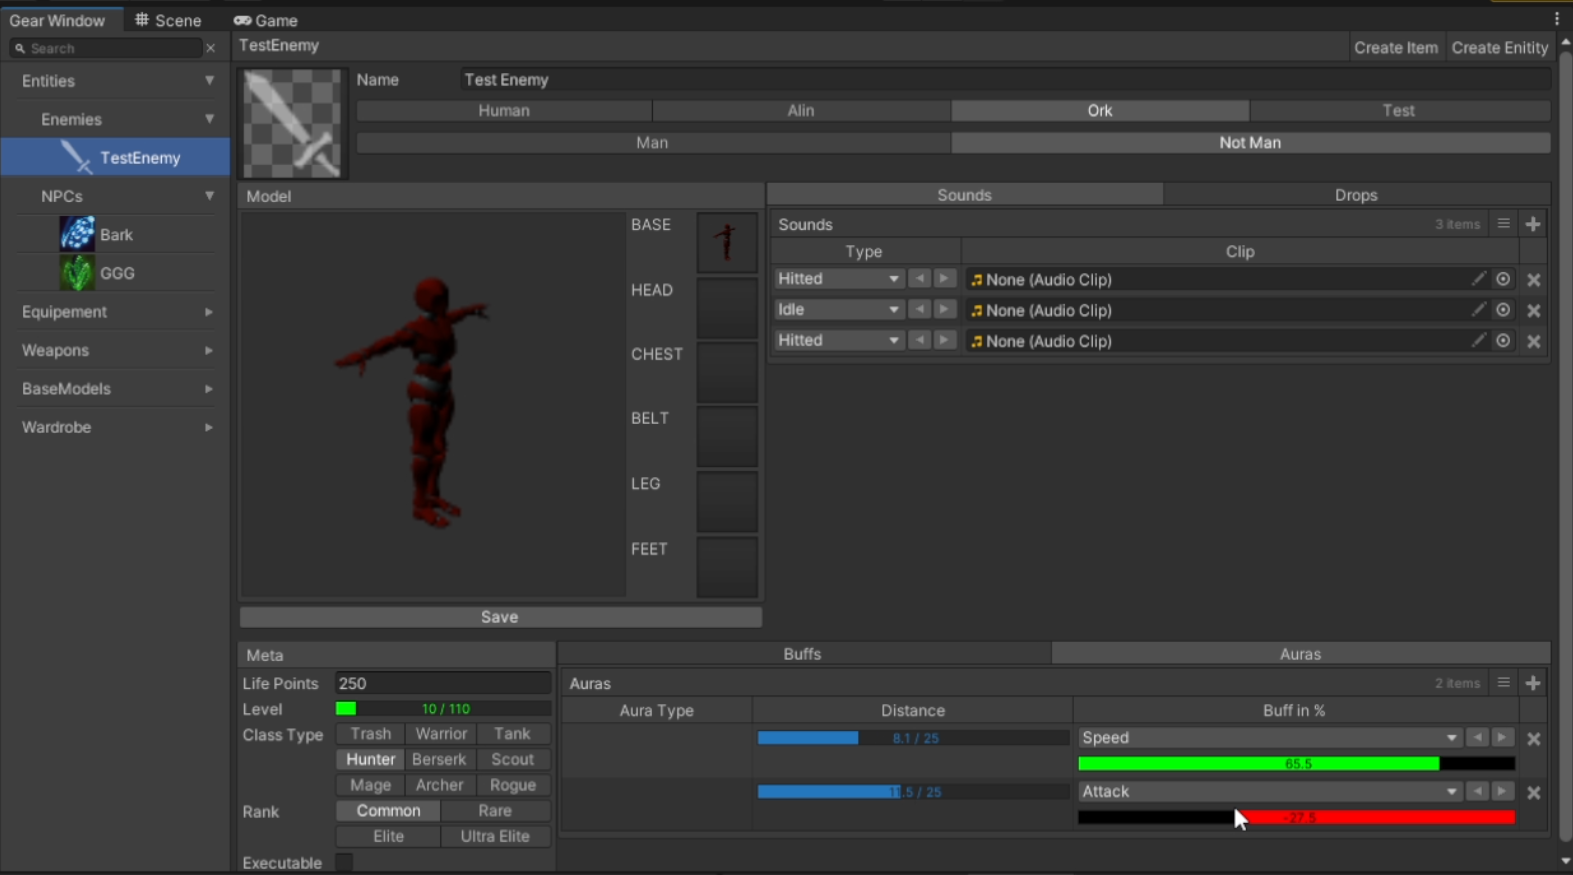 Gear Window
Scene
Game
Search
TestEnemy
Create Item
Create Enitity
Entities
Enemies
TestEnemy
NPCs
Bark
GGG
Equipement
Weapons
BaseModels
Wardrobe
Name
Test Enemy
Human
Alin
Ork
Test
Man
Not Man
Model
BASE
HEAD
CHEST
BELT
LEG
FEET
Save
Sounds
Drops
Sounds
3 items
Type
Clip
Hitted
None (Audio Clip)
Idle
None (Audio Clip)
Hitted
None (Audio Clip)
Meta
Life Points
250
Level
10 / 110
Class Type
Trash
Warrior
Tank
Hunter
Berserk
Scout
Mage
Archer
Rogue
Rank
Common
Rare
Elite
Ultra Elite
Executable
Buffs
Auras
Auras
2 items
Aura Type
Distance
Buff in %
8.1 / 25
Speed
65.5
11.5 / 25
Attack
-27.5